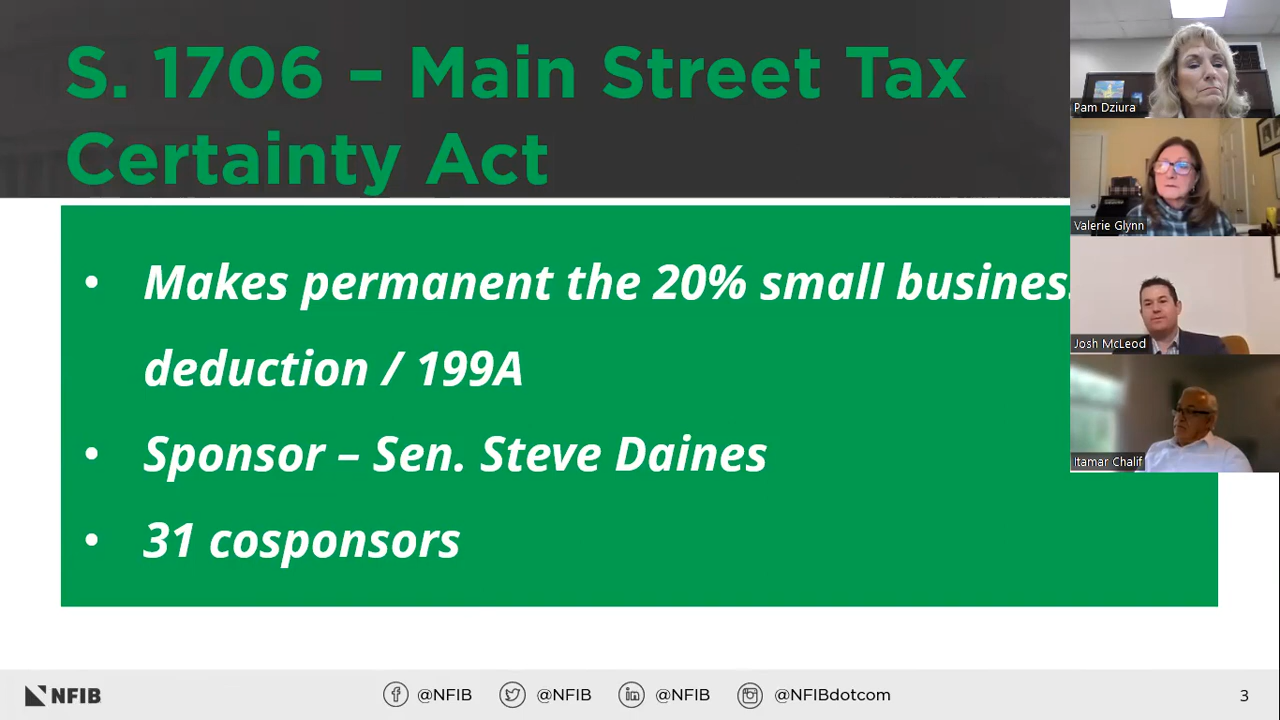 S. 1706 – Main Street Tax
Certainty Act
• Makes permanent the 20% small busines
deduction / 199A
• Sponsor – Sen. Steve Daines
• 31 cosponsors
Pam Dziura
Valerie Glynn
Josh McLeod
Itamar Chalif
NFIB
@NFIB
@NFIB
@NFIB
@NFIBdotcom
3